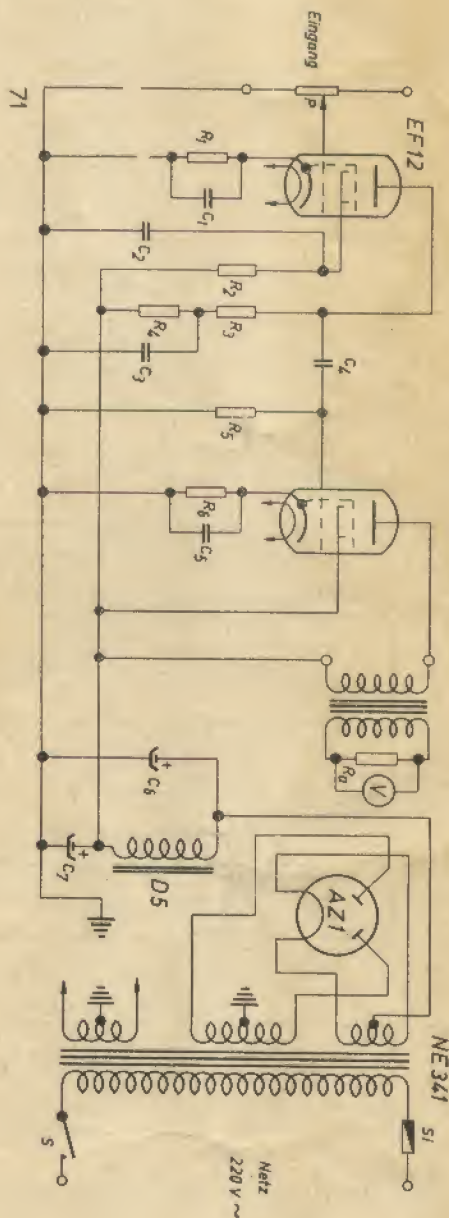 Eingang
P
EF12
R₁
C₁
C₂
R₂
R₃
R₄
C₃
C₄
R₅
R₆
C₅
Rₐ
V
C₆
C₇
D5
AZ1
NE 341
Si
S
Netz
220 V ~
71